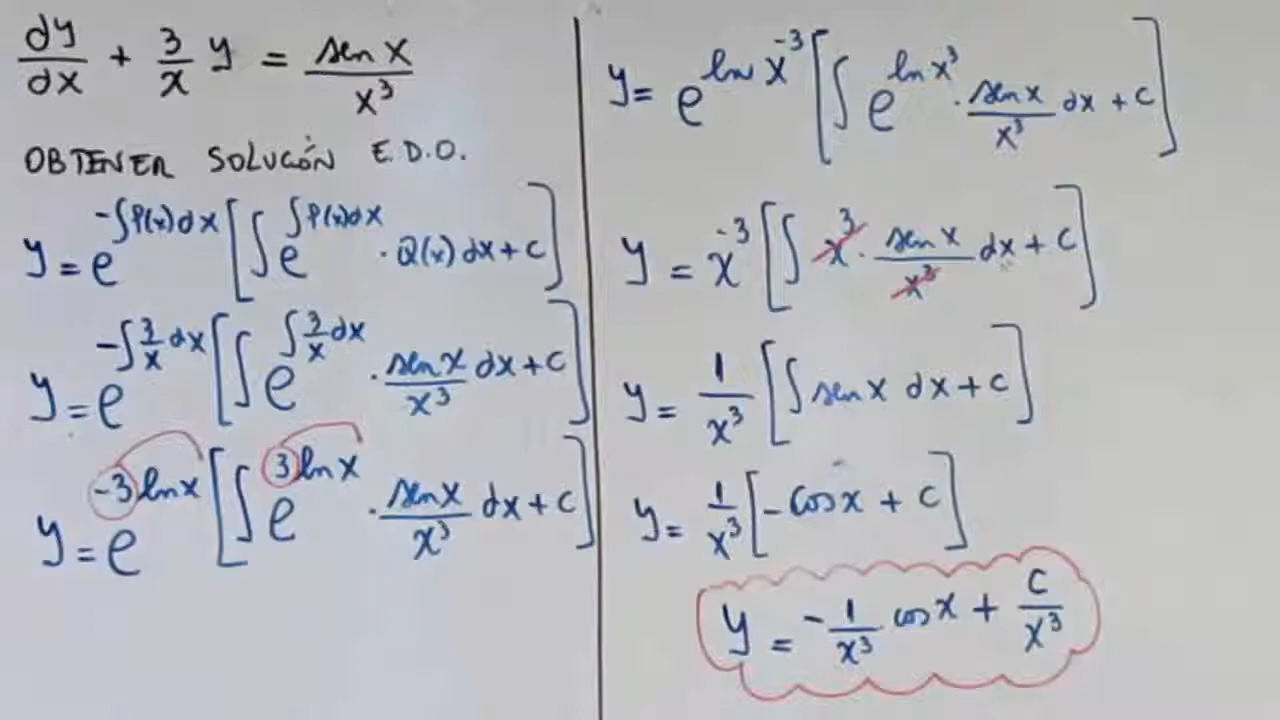 dy/dx + 3/x y = sen x/x³
OBTENER SOLUCÓN E.D.O.
y = e^(-∫P(x)dx) [∫ e^(∫P(x)dx) · Q(x) dx + C]
y = e^(-∫3/x dx) [∫ e^(∫3/x dx) · sen x/x³ dx + C]
y = e^(-3 ln x) [∫ e^(3 ln x) · sen x/x³ dx + C]
y = e^(ln x⁻³) [∫ e^(ln x³) · sen x/x³ dx + C]
y = x⁻³ [∫ x³ · sen x/x³ dx + C]
y = 1/x³ [∫ sen x dx + C]
y = 1/x³ [- cos x + C]
y = - 1/x³ cos x + C/x³